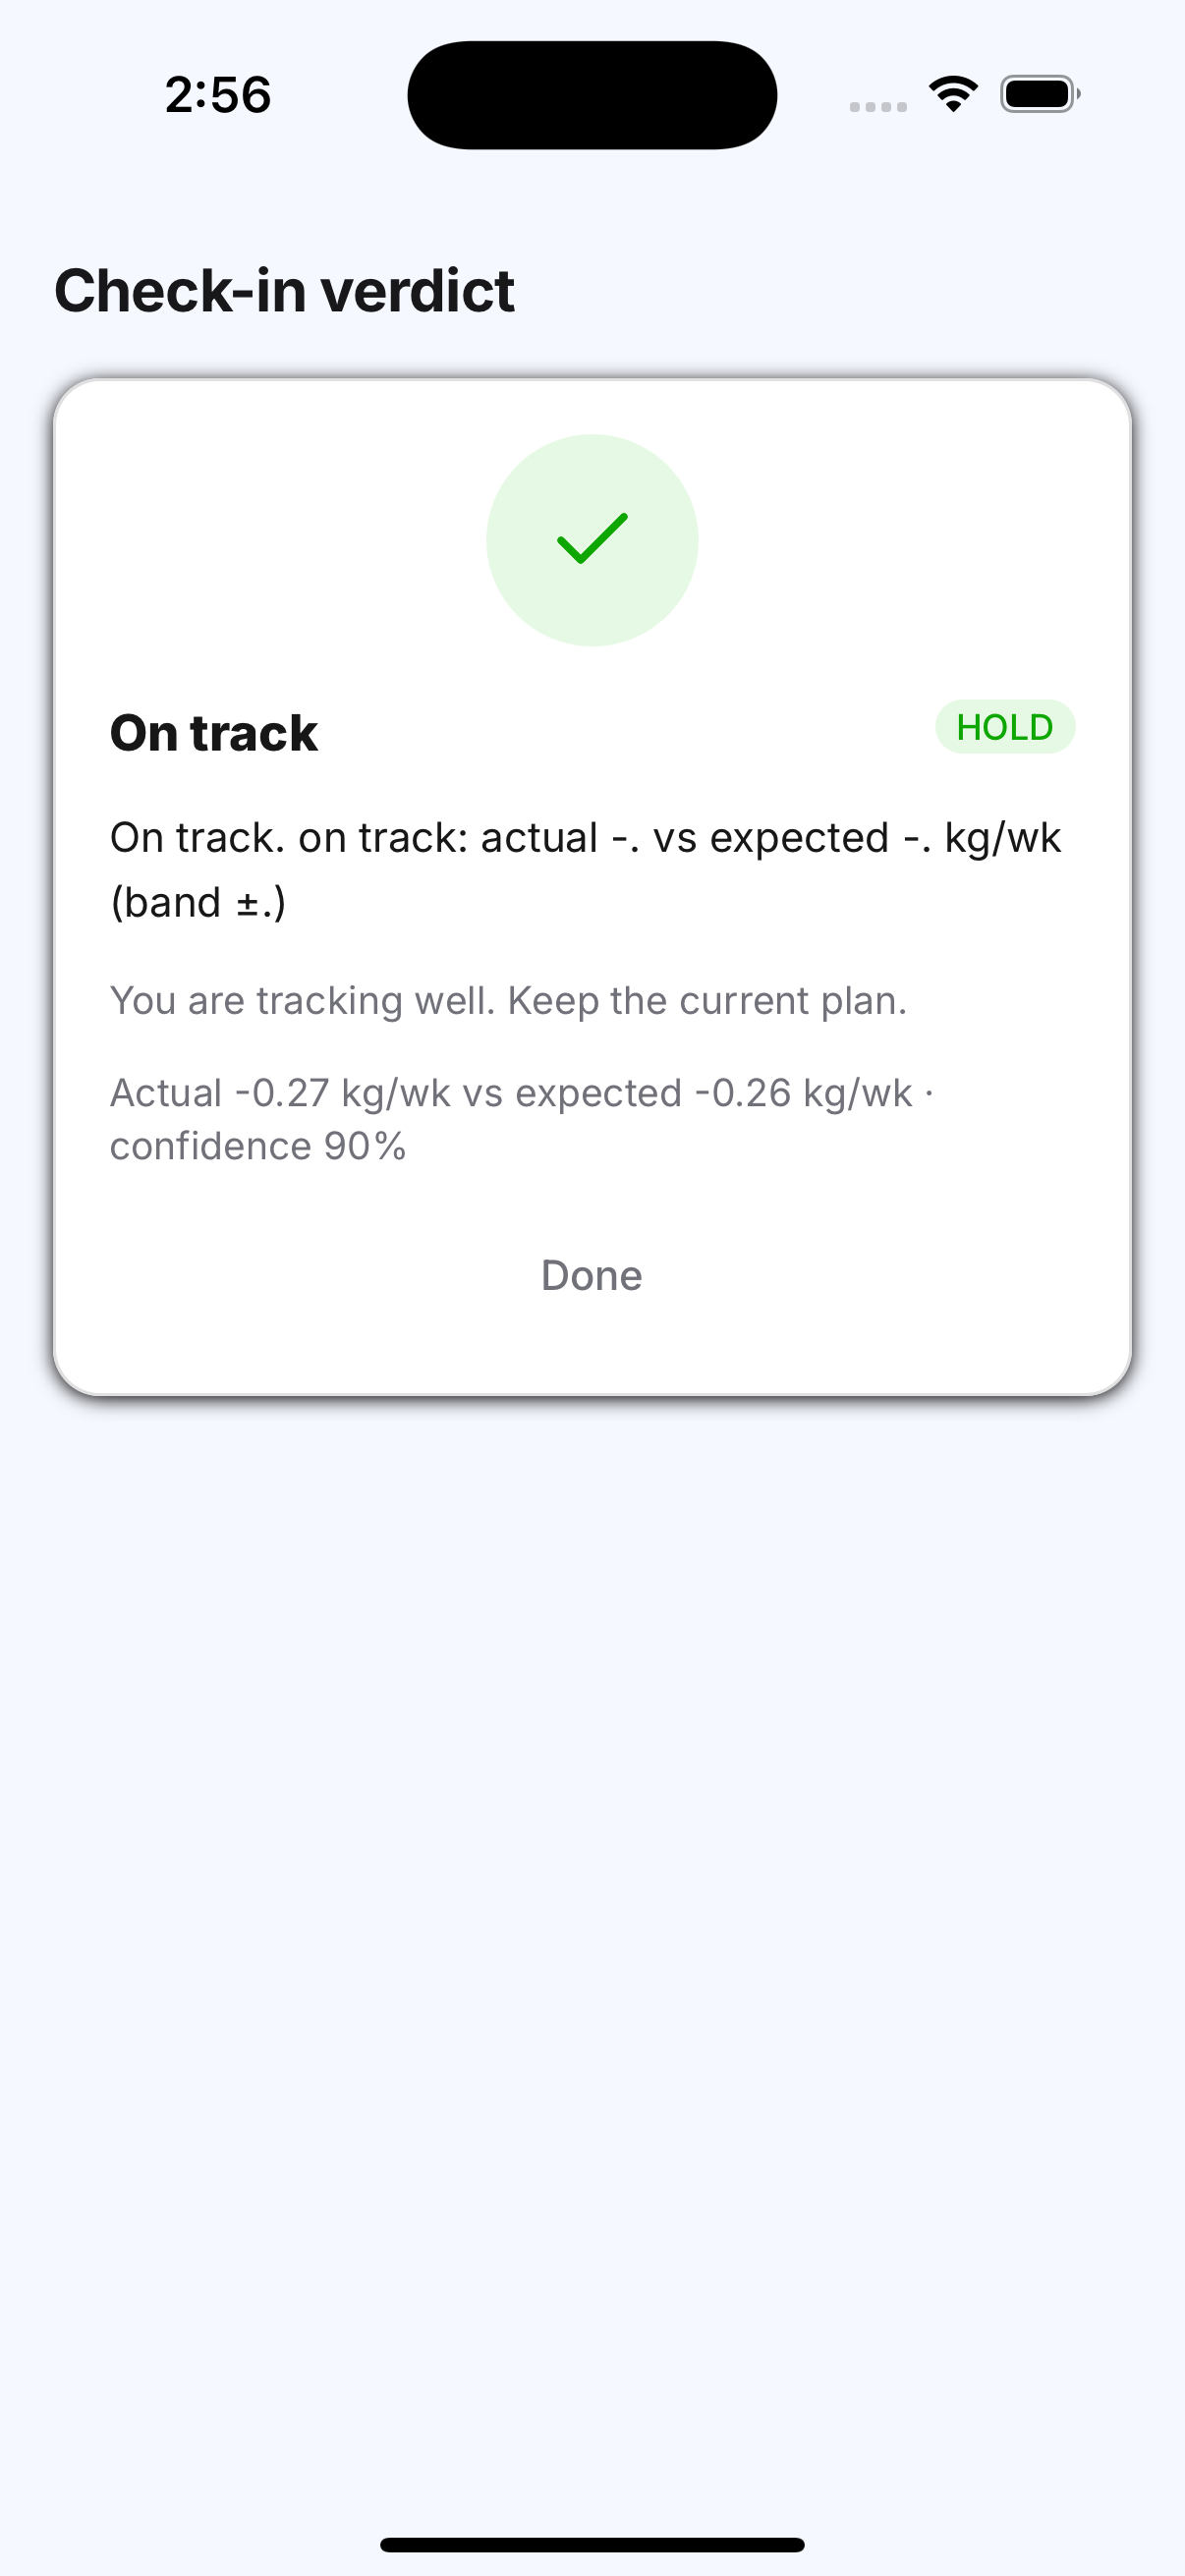 2:56
Check-in verdict
On track
HOLD
On track. on track: actual -. vs expected -. kg/wk
(band ±.)
You are tracking well. Keep the current plan.
Actual -0.27 kg/wk vs expected -0.26 kg/wk ·
confidence 90%
Done